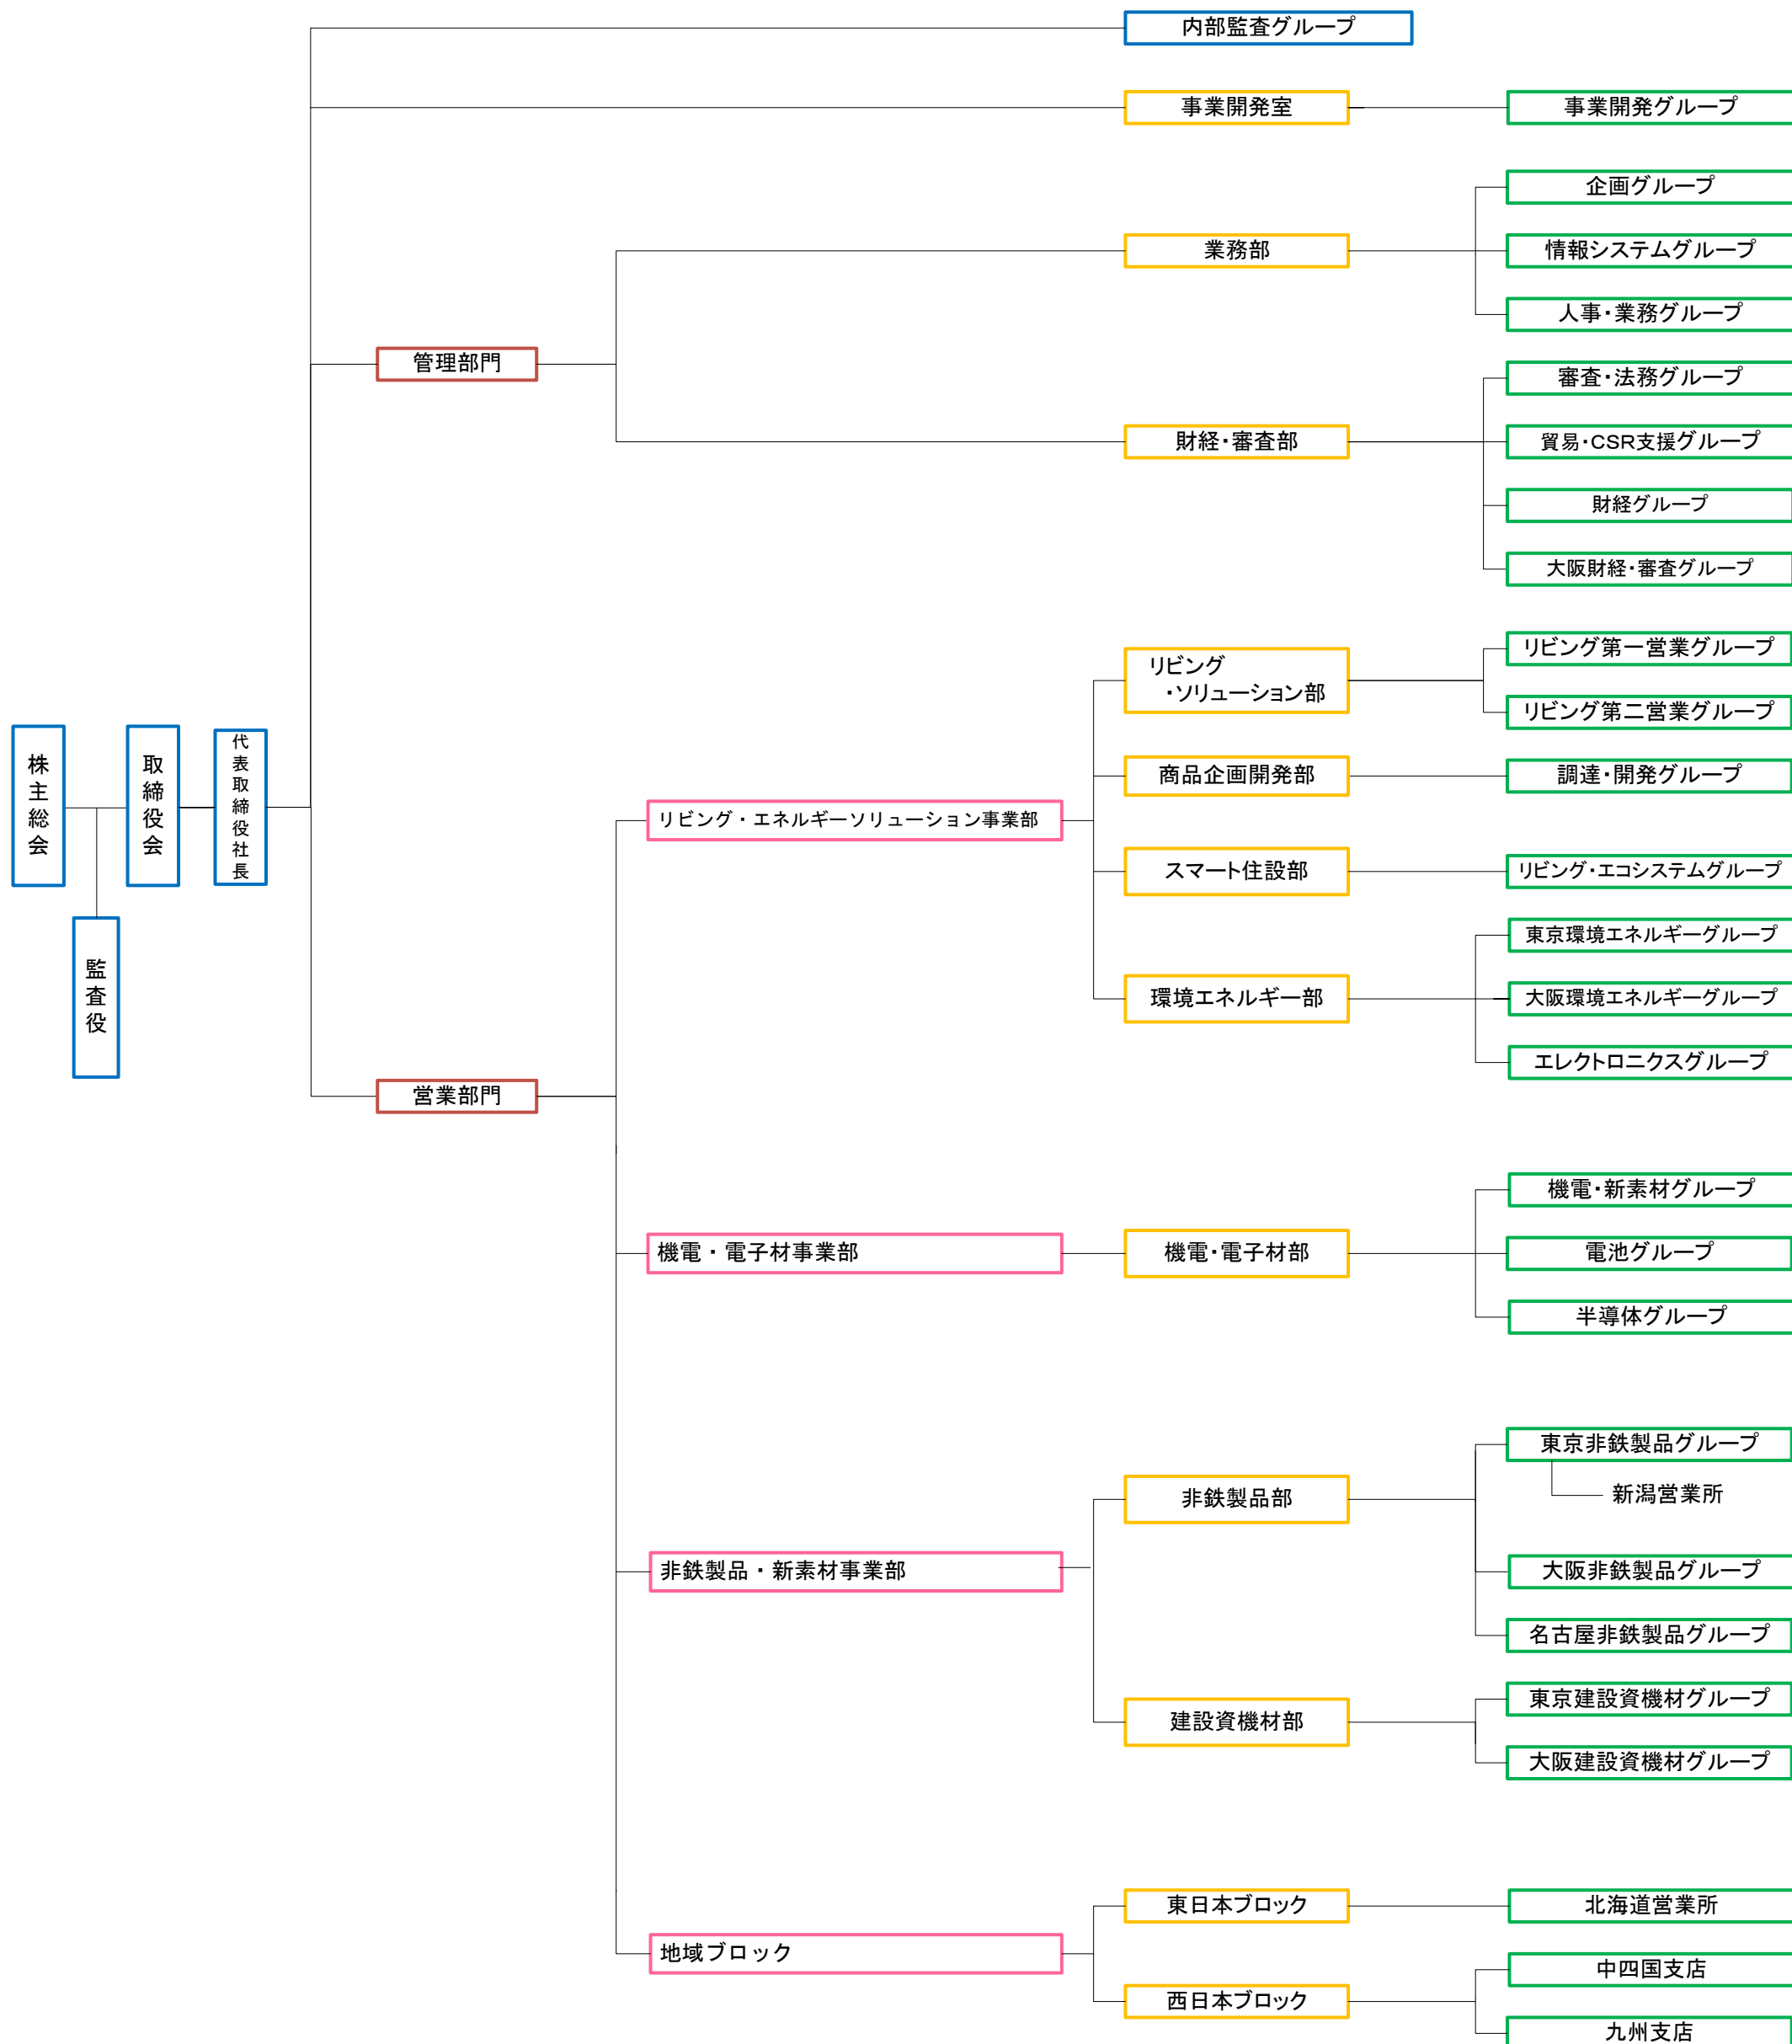 内部監査グループ
事業開発室
事業開発グループ
企画グループ
業務部
情報システムグループ
人事・業務グループ
管理部門
審査・法務グループ
財経・審査部
貿易・CSR支援グループ
財経グループ
大阪財経・審査グループ
リビング
・ソリューション部
リビング第一営業グループ
リビング第二営業グループ
株主総会
取締役会
代表取締役社長
監査役
商品企画開発部
調達・開発グループ
リビング・エネルギーソリューション事業部
スマート住設部
リビング・エコシステムグループ
東京環境エネルギーグループ
環境エネルギー部
大阪環境エネルギーグループ
エレクトロニクスグループ
営業部門
機電・新素材グループ
機電・電子材事業部
機電・電子材部
電池グループ
半導体グループ
東京非鉄製品グループ
非鉄製品部
新潟営業所
非鉄製品・新素材事業部
大阪非鉄製品グループ
名古屋非鉄製品グループ
東京建設資機材グループ
建設資機材部
大阪建設資機材グループ
東日本ブロック
北海道営業所
地域ブロック
中四国支店
西日本ブロック
九州支店